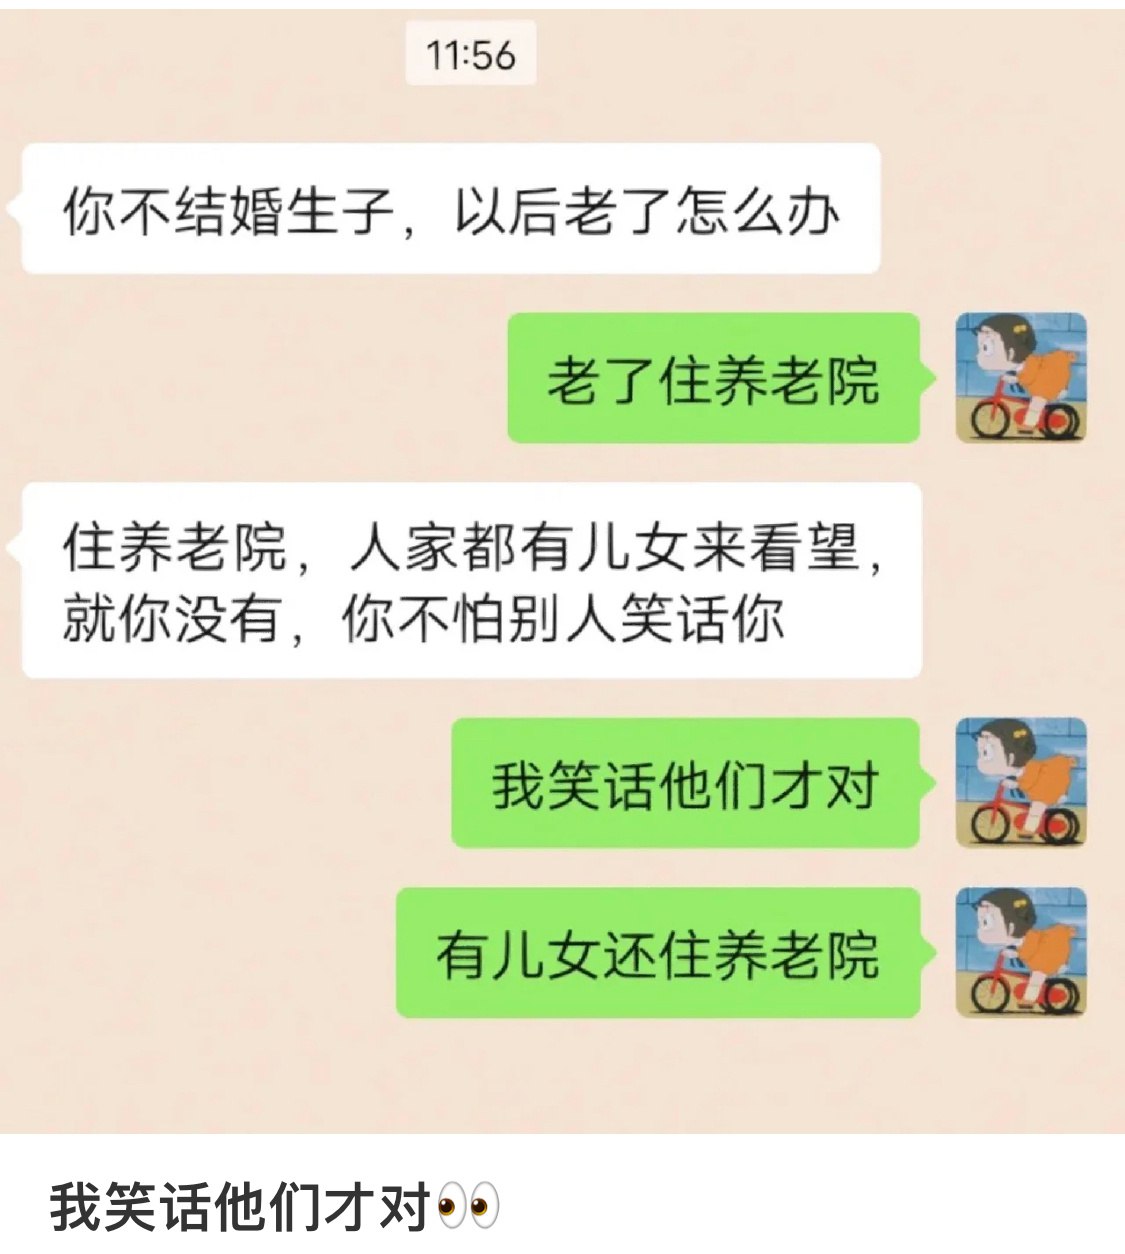 11:56
你不结婚生子，以后老了怎么办
老了住养老院
住养老院，人家都有儿女来看望，
就你没有，你不怕别人笑话你
我笑话他们才对
有儿女还住养老院
我笑话他们才对👀